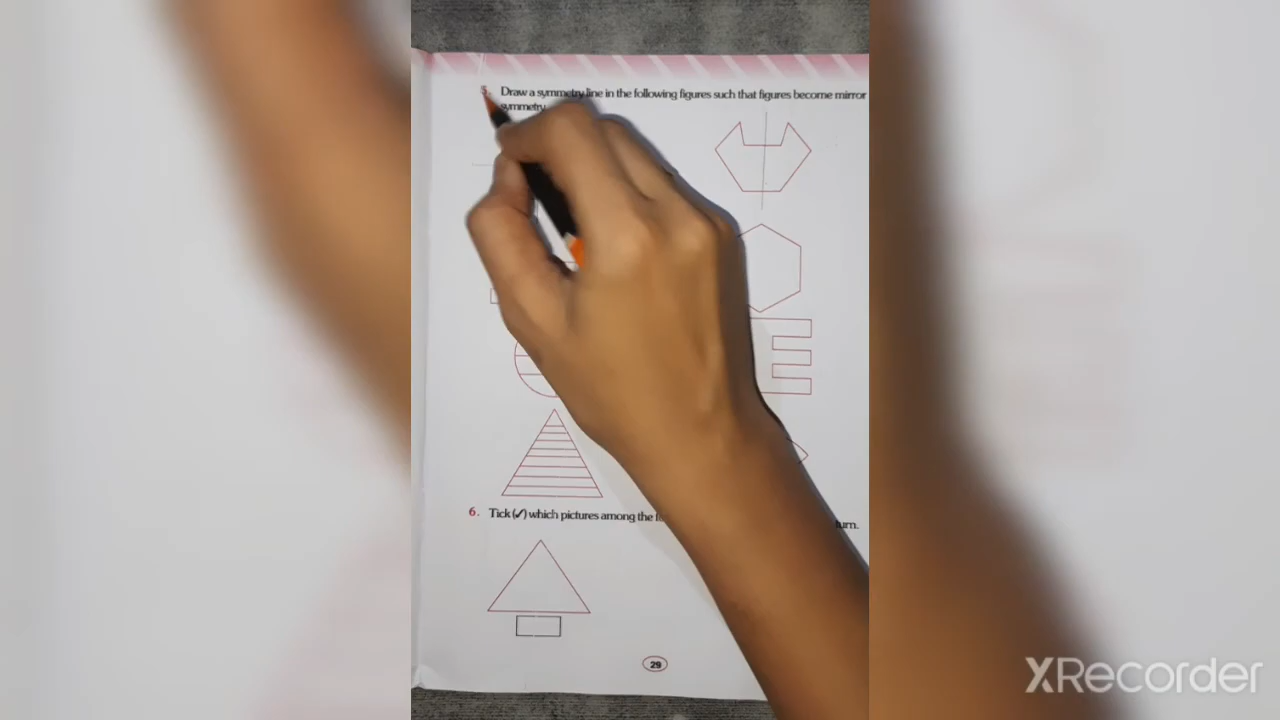 5. Draw a symmetry line in the following figures such that figures become mirror
symmetry
6. Tick (✓) which pictures among the
turn.
29
XRecorder